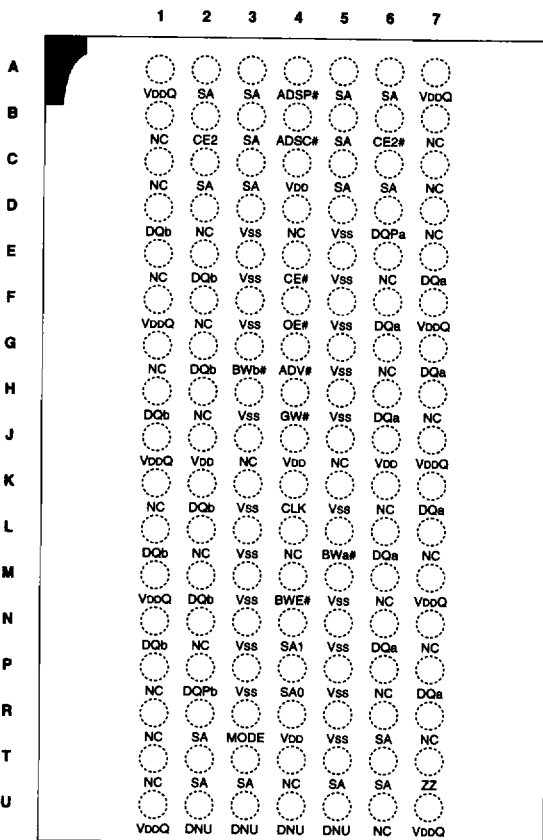 1 2 3 4 5 6 7
A
VDDQ SA SA ADSP# SA SA VDDQ
B
NC CE2 SA ADSC# SA CE2# NC
C
NC SA SA VDD SA SA NC
D
DQb NC Vss NC Vss DQPa NC
E
NC DQb Vss CE# Vss NC DQa
F
VDDQ NC Vss OE# Vss DQa VDDQ
G
NC DQb BWb# ADV# Vss NC DQa
H
DQb NC Vss GW# Vss DQa NC
J
VDDQ VDD NC VDD NC VDD VDDQ
K
NC DQb Vss CLK Vss NC DQa
L
DQb NC Vss NC BWa# DQa NC
M
VDDQ DQb Vss BWE# Vss NC VDDQ
N
DQb NC Vss SA1 Vss DQa NC
P
NC DQPb Vss SA0 Vss NC DQa
R
NC SA MODE VDD Vss SA NC
T
NC SA SA NC SA SA ZZ
U
VDDQ DNU DNU DNU DNU NC VDDQ